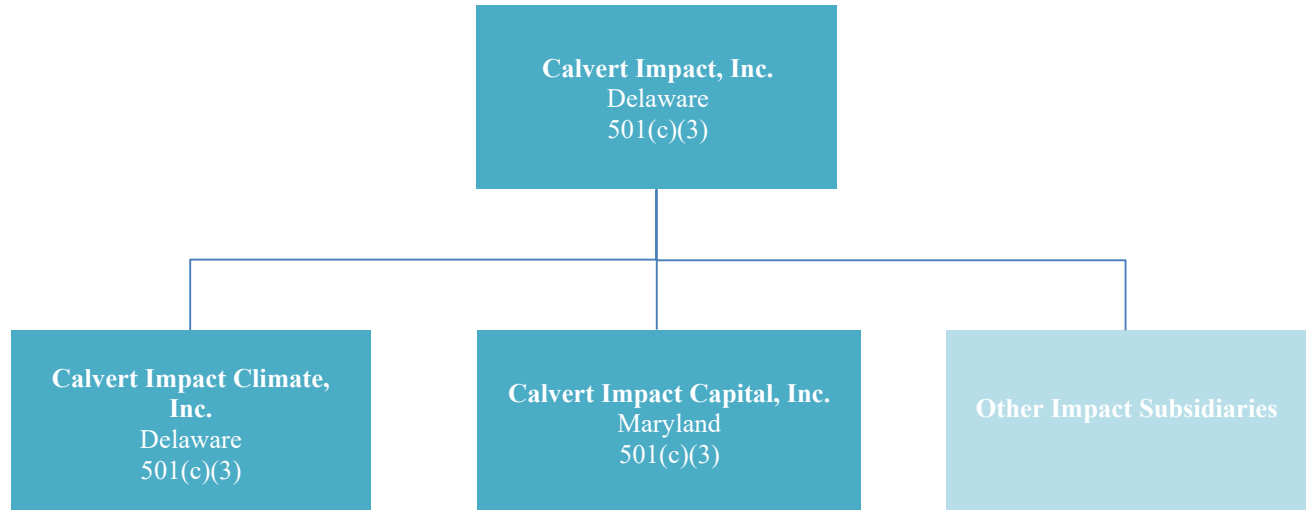 Calvert Impact, Inc.
Delaware
501(c)(3)
Calvert Impact Climate,
Inc.
Delaware
501(c)(3)
Calvert Impact Capital, Inc.
Maryland
501(c)(3)
Other Impact Subsidiaries